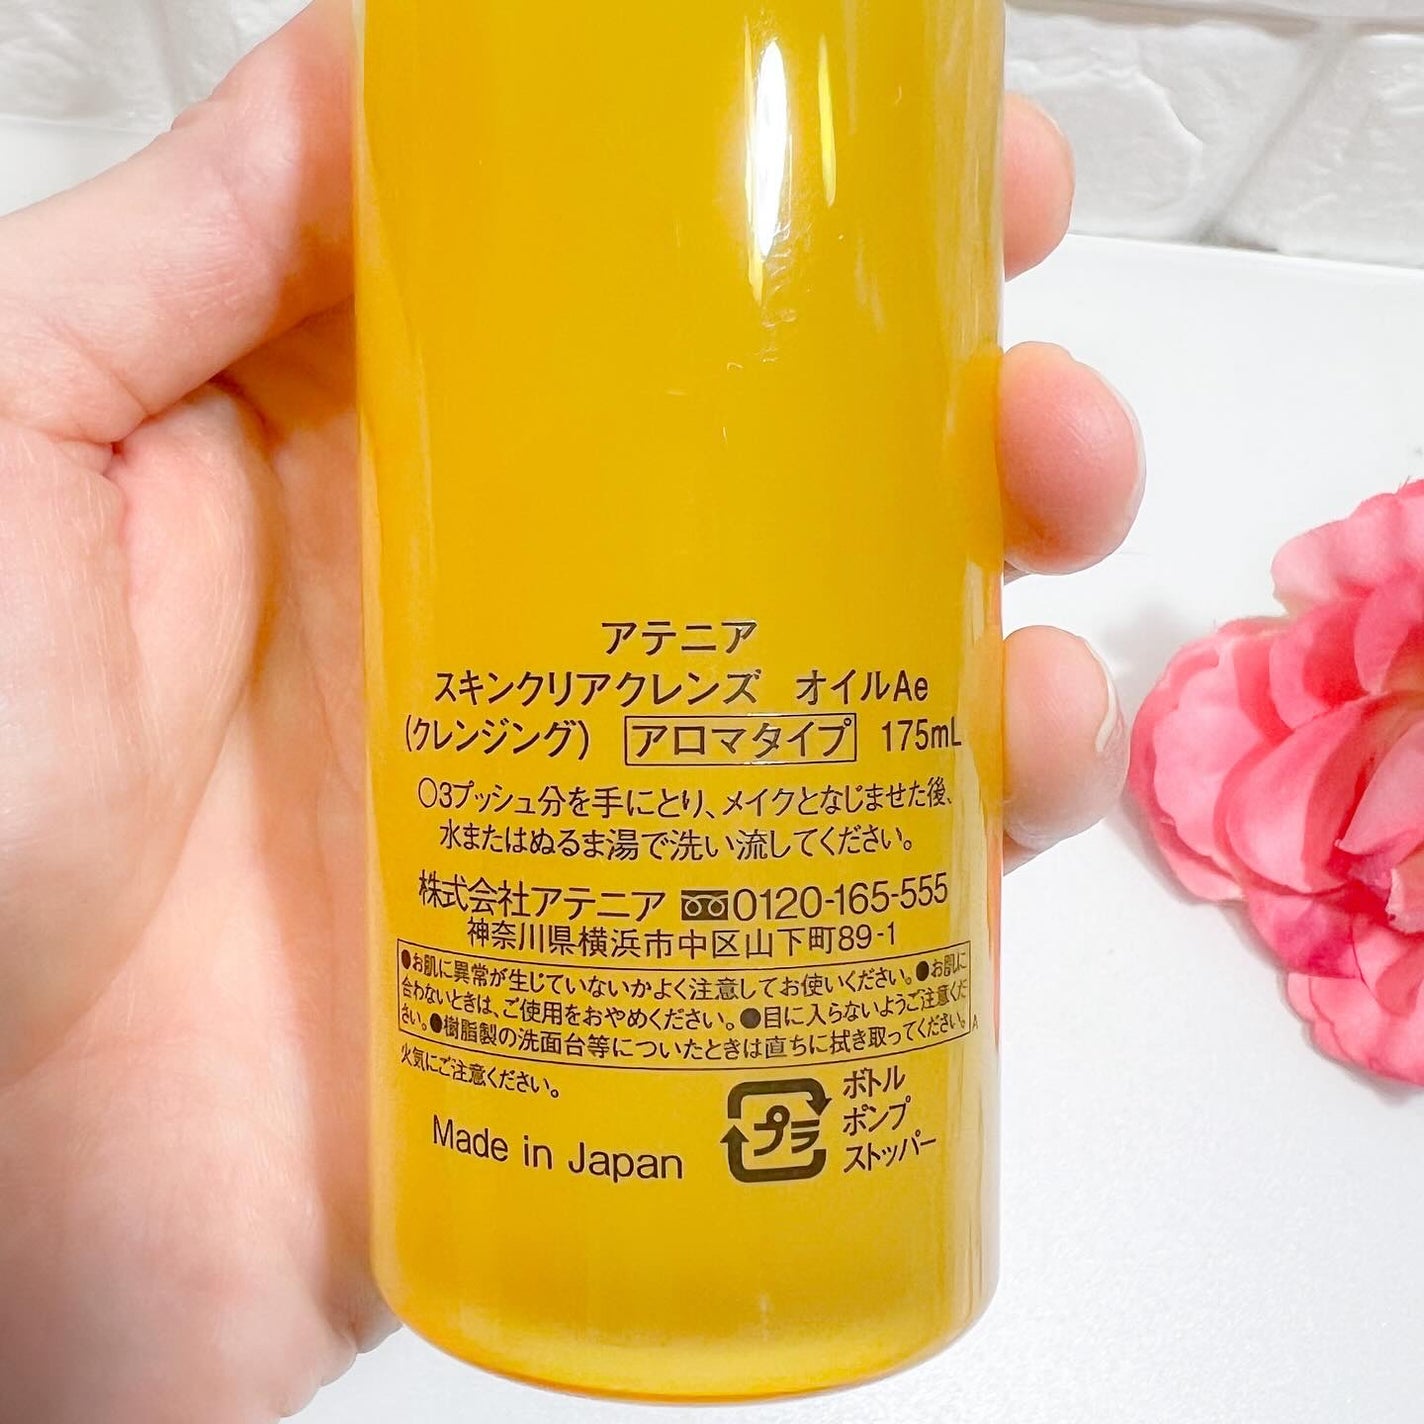 アテニア
スキンクリアクレンズ　オイルAe
(クレンジング) アロマタイプ 175mL
○3プッシュ分を手にとり、メイクとなじませた後、
水またはぬるま湯で洗い流してください。
株式会社アテニア 0120-165-555
神奈川県横浜市中区山下町89-1
●お肌に異常が生じていないかよく注意してお使いください。●お肌に
合わないときは、ご使用をおやめください。●目に入らないようご注意くだ
さい。●樹脂製の洗面台等についたときは直ちに拭き取ってください。 A
火気にご注意ください。
Made in Japan
プラ
ボトル
ポンプ
ストッパー